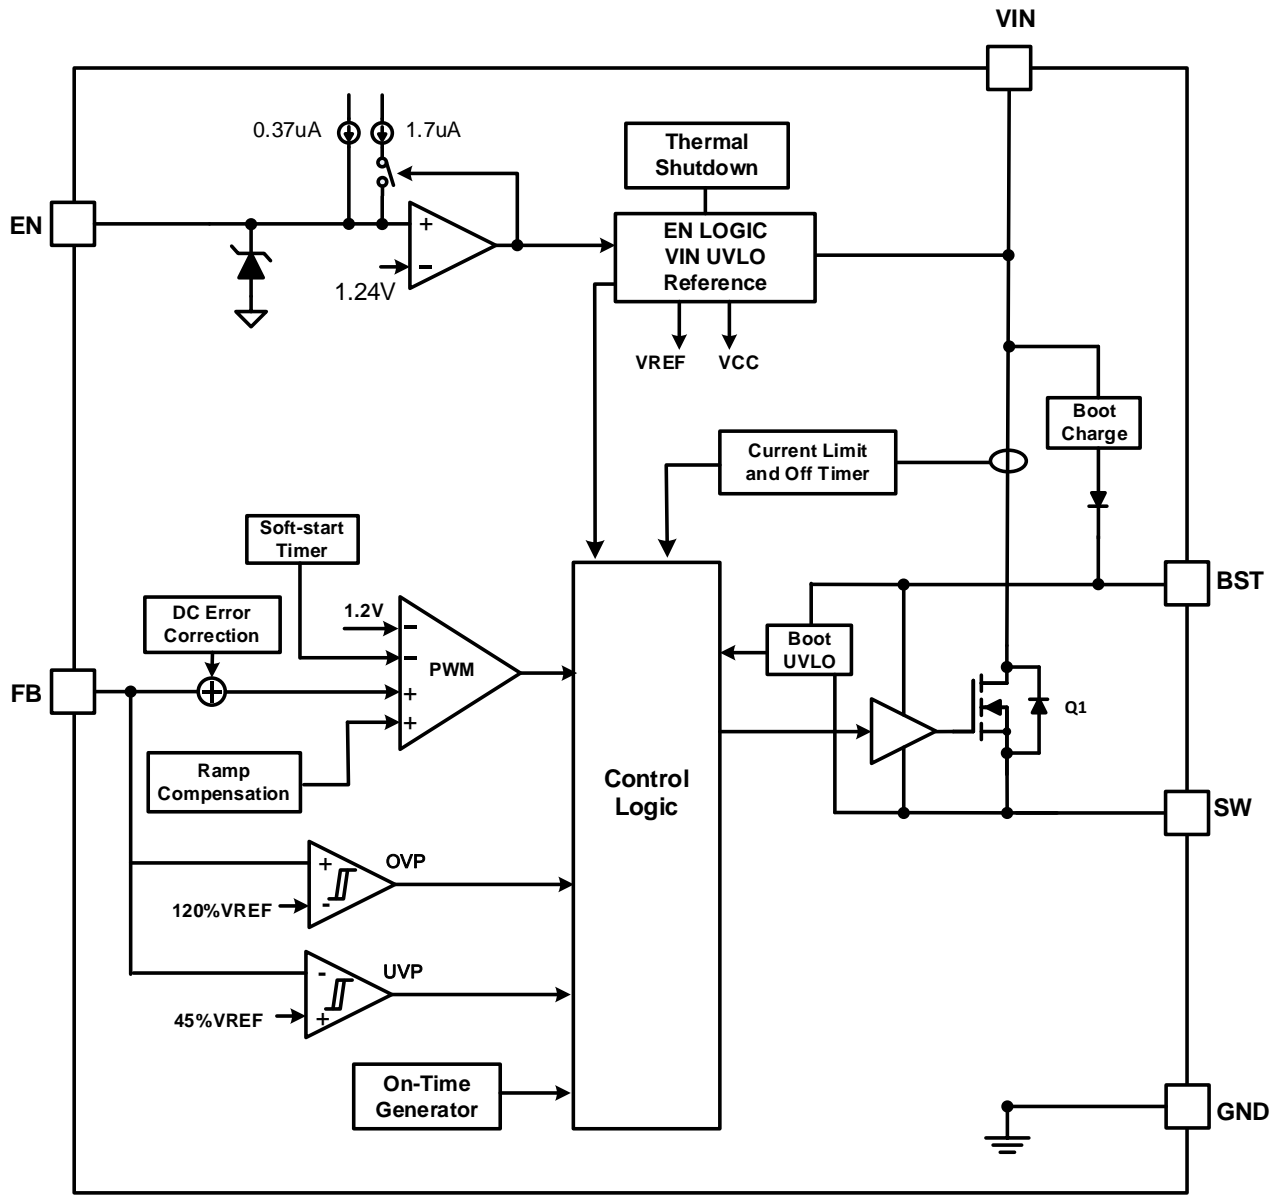 VIN
0.37uA
1.7uA
Thermal
Shutdown
EN
+
-
1.24V
EN LOGIC
VIN UVLO
Reference
VREF
VCC
Boot
Charge
Current Limit
and Off Timer
Soft-start
Timer
BST
DC Error
Correction
1.2V
-
-
PWM
+
+
Boot
UVLO
FB
Q1
Ramp
Compensation
Control
Logic
SW
OVP
+
-
120%VREF
UVP
-
+
45%VREF
On-Time
Generator
GND